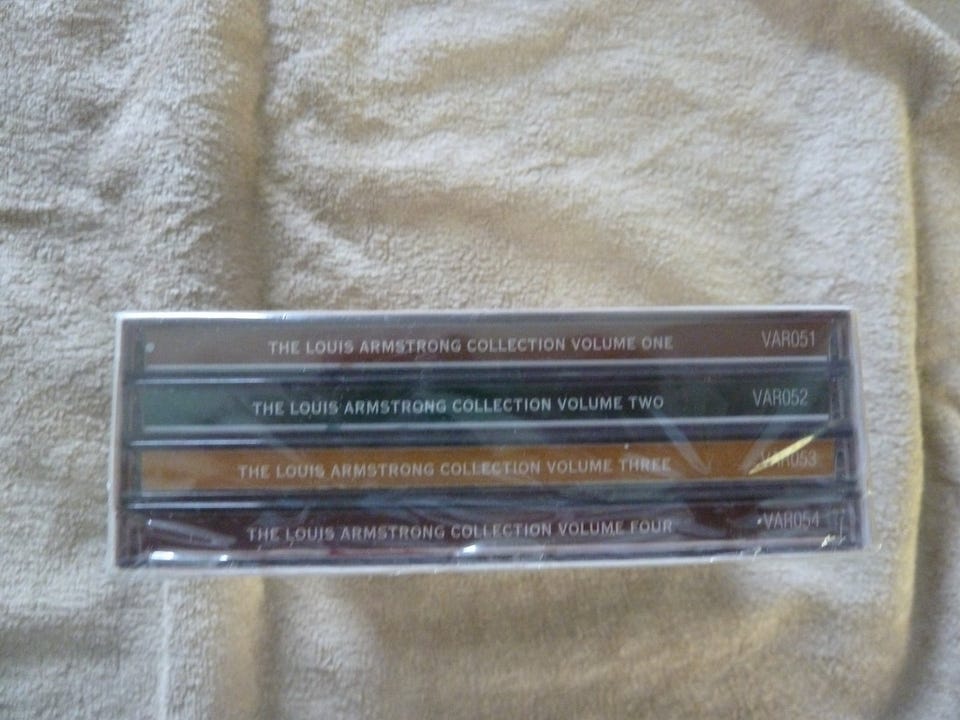 THE LOUIS ARMSTRONG COLLECTION VOLUME ONE VAR051
THE LOUIS ARMSTRONG COLLECTION VOLUME TWO VAR052
THE LOUIS ARMSTRONG COLLECTION VOLUME THREE VAR053
THE LOUIS ARMSTRONG COLLECTION VOLUME FOUR VAR054